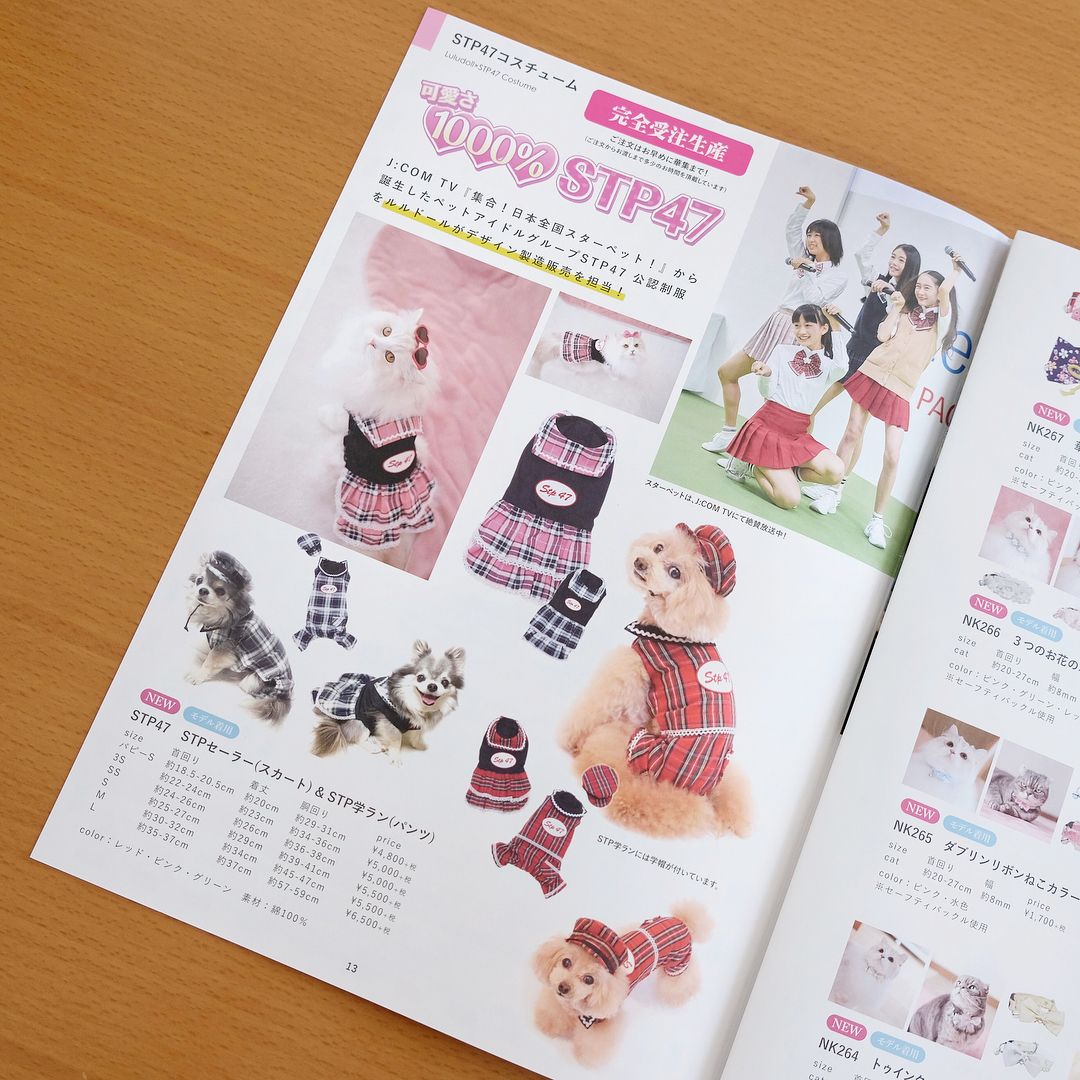 STP47コスチューム
Luludoll×STP47 Costume
可愛さ
1000%
STP47
完全受注生産
ご注文はお早めに華集まで!
(ご注文からお渡しまで多少のお時間を頂戴しています)
J:COM TV『集合!日本全国スターペット!』から
誕生したペットアイドルグループSTP47 公認制服
をルルドールがデザイン製造販売を担当!
スターペットは、J:COM TVにて絶賛放送中!
PAC
Stp 47
Stp 47
Stp 47
NEW
モデル着用
STP47 STPセーラー(スカート)&STP学ラン(パンツ)
size 首回り 着丈 胴回り price
パピーS 約18.5-20.5cm 約20cm 約29-31cm ¥4,800+税
3S 約22-24cm 約23cm 約34-36cm ¥5,000+税
SS 約24-26cm 約26cm 約36-38cm ¥5,000+税
S 約25-27cm 約29cm 約39-41cm ¥5,500+税
M 約30-32cm 約34cm 約45-47cm ¥5,500+税
L 約35-37cm 約37cm 約57-59cm ¥6,500+税
color:レッド・ピンク・グリーン 素材:綿100%
STP学ランには学帽が付いています。
13
NEW
NK267
size 首回り
cat 約20-
color:ピンク・
※セーフティバック
NEW
モデル着用
NK266 3つのお花の
size 首回り 幅
cat 約20-27cm 約8mm
color:ピンク・グリーン・レッ
※セーフティバックル使用
NEW
モデル着用
NK265 ダブリンリボンねこカラー
size 首回り 幅 price
cat 約20-27cm 約8mm ¥1,700+税
color:ピンク・水色
※セーフティバックル使用
NEW
モデル着用
NK264 トゥインク
size 首回り
cat